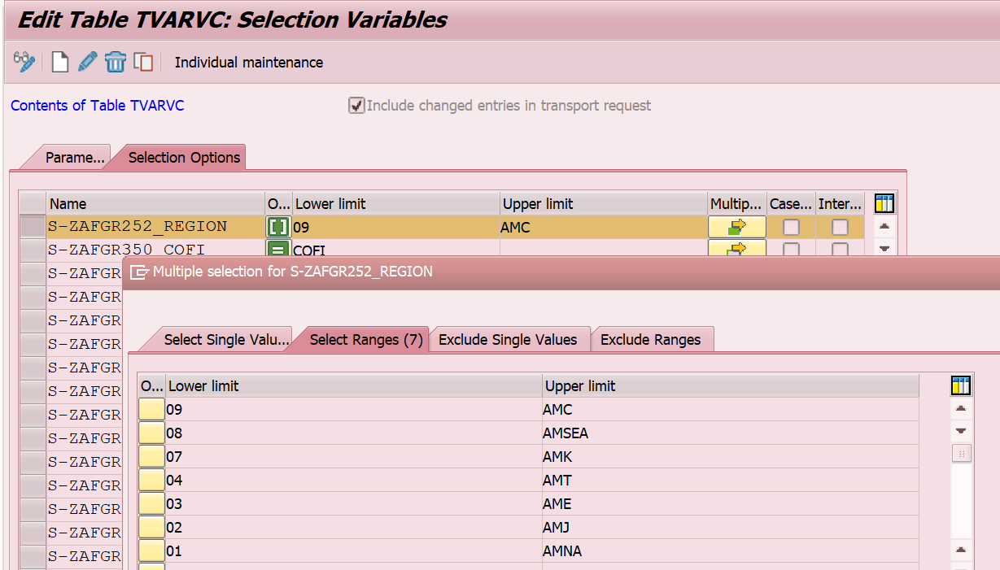 Edit Table TVARVC: Selection Variables
Individual maintenance
Contents of Table TVARVC Include changed entries in transport request
Parame... Selection Options
Name O... Lower limit Upper limit Multip... Case... Inter...
S-ZAFGR252_REGION 09 AMC
S-ZAFGR350_COFI COFI
S-ZAFGR Multiple selection for S-ZAFGR252_REGION
S-ZAFGR
S-ZAFGR
S-ZAFGR Select Single Valu... Select Ranges (7) Exclude Single Values Exclude Ranges
S-ZAFGR
S-ZAFGR O... Lower limit Upper limit
S-ZAFGR 09 AMC
S-ZAFGR 08 AMSEA
S-ZAFGR 07 AMK
S-ZAFGR 04 AMT
S-ZAFGR 03 AME
S-ZAFGR 02 AMJ
S-ZAFGR 01 AMNA